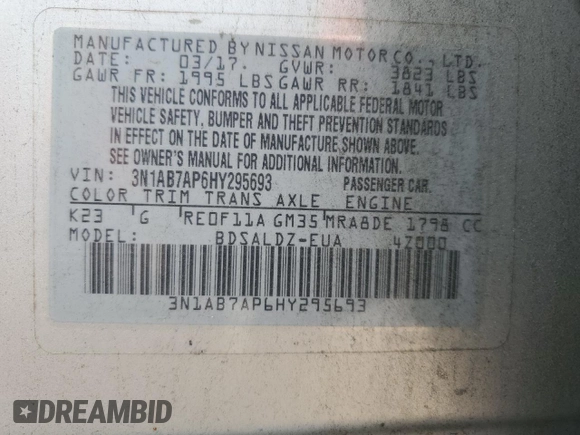 MANUFACTURED BY NISSAN MOTOR CO., LTD.
DATE: 03/17. GVWR: 3823 LBS
GAWR FR: 1995 LBS GAWR RR: 1841 LBS
THIS VEHICLE CONFORMS TO ALL APPLICABLE FEDERAL MOTOR
VEHICLE SAFETY, BUMPER AND THEFT PREVENTION STANDARDS
IN EFFECT ON THE DATE OF MANUFACTURE SHOWN ABOVE.
SEE OWNER'S MANUAL FOR ADDITIONAL INFORMATION.
VIN: 3N1AB7AP6HY295693 PASSENGER CAR
COLOR TRIM TRANS AXLE ENGINE
K23 G RE0F11A GM35 MRA8DE 1798 CC
MODEL: BDSALDZ-EUA 4Z000
3N1AB7AP6HY295693
DREAMBID